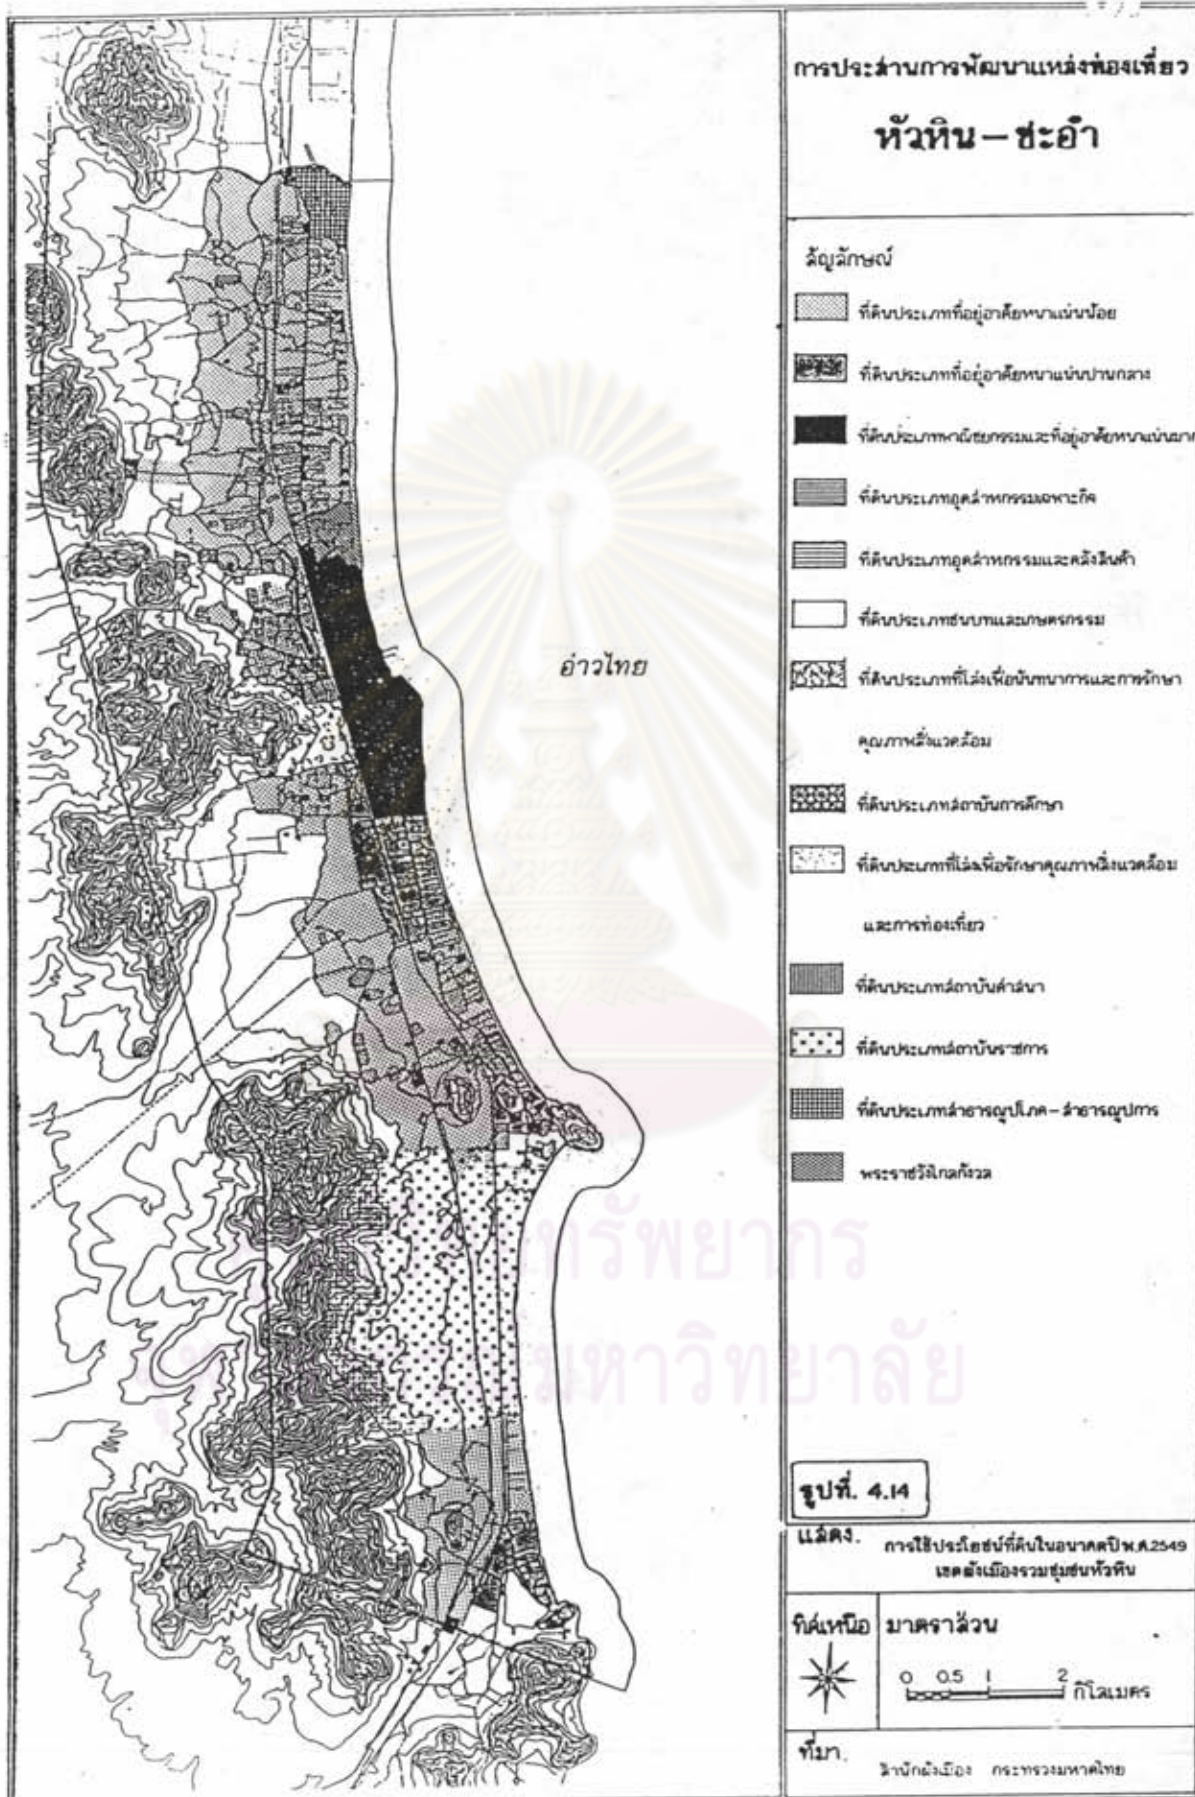 การประสานการพัฒนาแหล่งท่องเที่ยว
หัวหิน – ชะอำ
สัญลักษณ์
ที่ดินประเภทที่อยู่อาศัยหนาแน่นน้อย
ที่ดินประเภทที่อยู่อาศัยหนาแน่นปานกลาง
ที่ดินประเภทพาณิชยกรรมและที่อยู่อาศัยหนาแน่นมาก
ที่ดินประเภทอุตสาหกรรมเฉพาะกิจ
ที่ดินประเภทอุตสาหกรรมและคลังสินค้า
ที่ดินประเภทชนบทและเกษตรกรรม
ที่ดินประเภทที่โล่งเพื่อนันทนาการและการรักษา
คุณภาพสิ่งแวดล้อม
ที่ดินประเภทสถาบันการศึกษา
ที่ดินประเภทที่โล่งเพื่อรักษาคุณภาพสิ่งแวดล้อม
และการท่องเที่ยว
ที่ดินประเภทสถาบันศาสนา
ที่ดินประเภทสถาบันราชการ
ที่ดินประเภทสาธารณูปโภค – สาธารณูปการ
พระราชวังไกลกังวล
อ่าวไทย
ทรัพยากร
มหาวิทยาลัย
รูปที่. 4.14
แสดง. การใช้ประโยชน์ที่ดินในอนาคตปี พ.ศ.2549
เขตผังเมืองรวมชุมชนหัวหิน
ทิศเหนือ
มาตราส่วน
0 0.5 1 2 กิโลเมตร
ที่มา. สำนักผังเมือง กระทรวงมหาดไทย